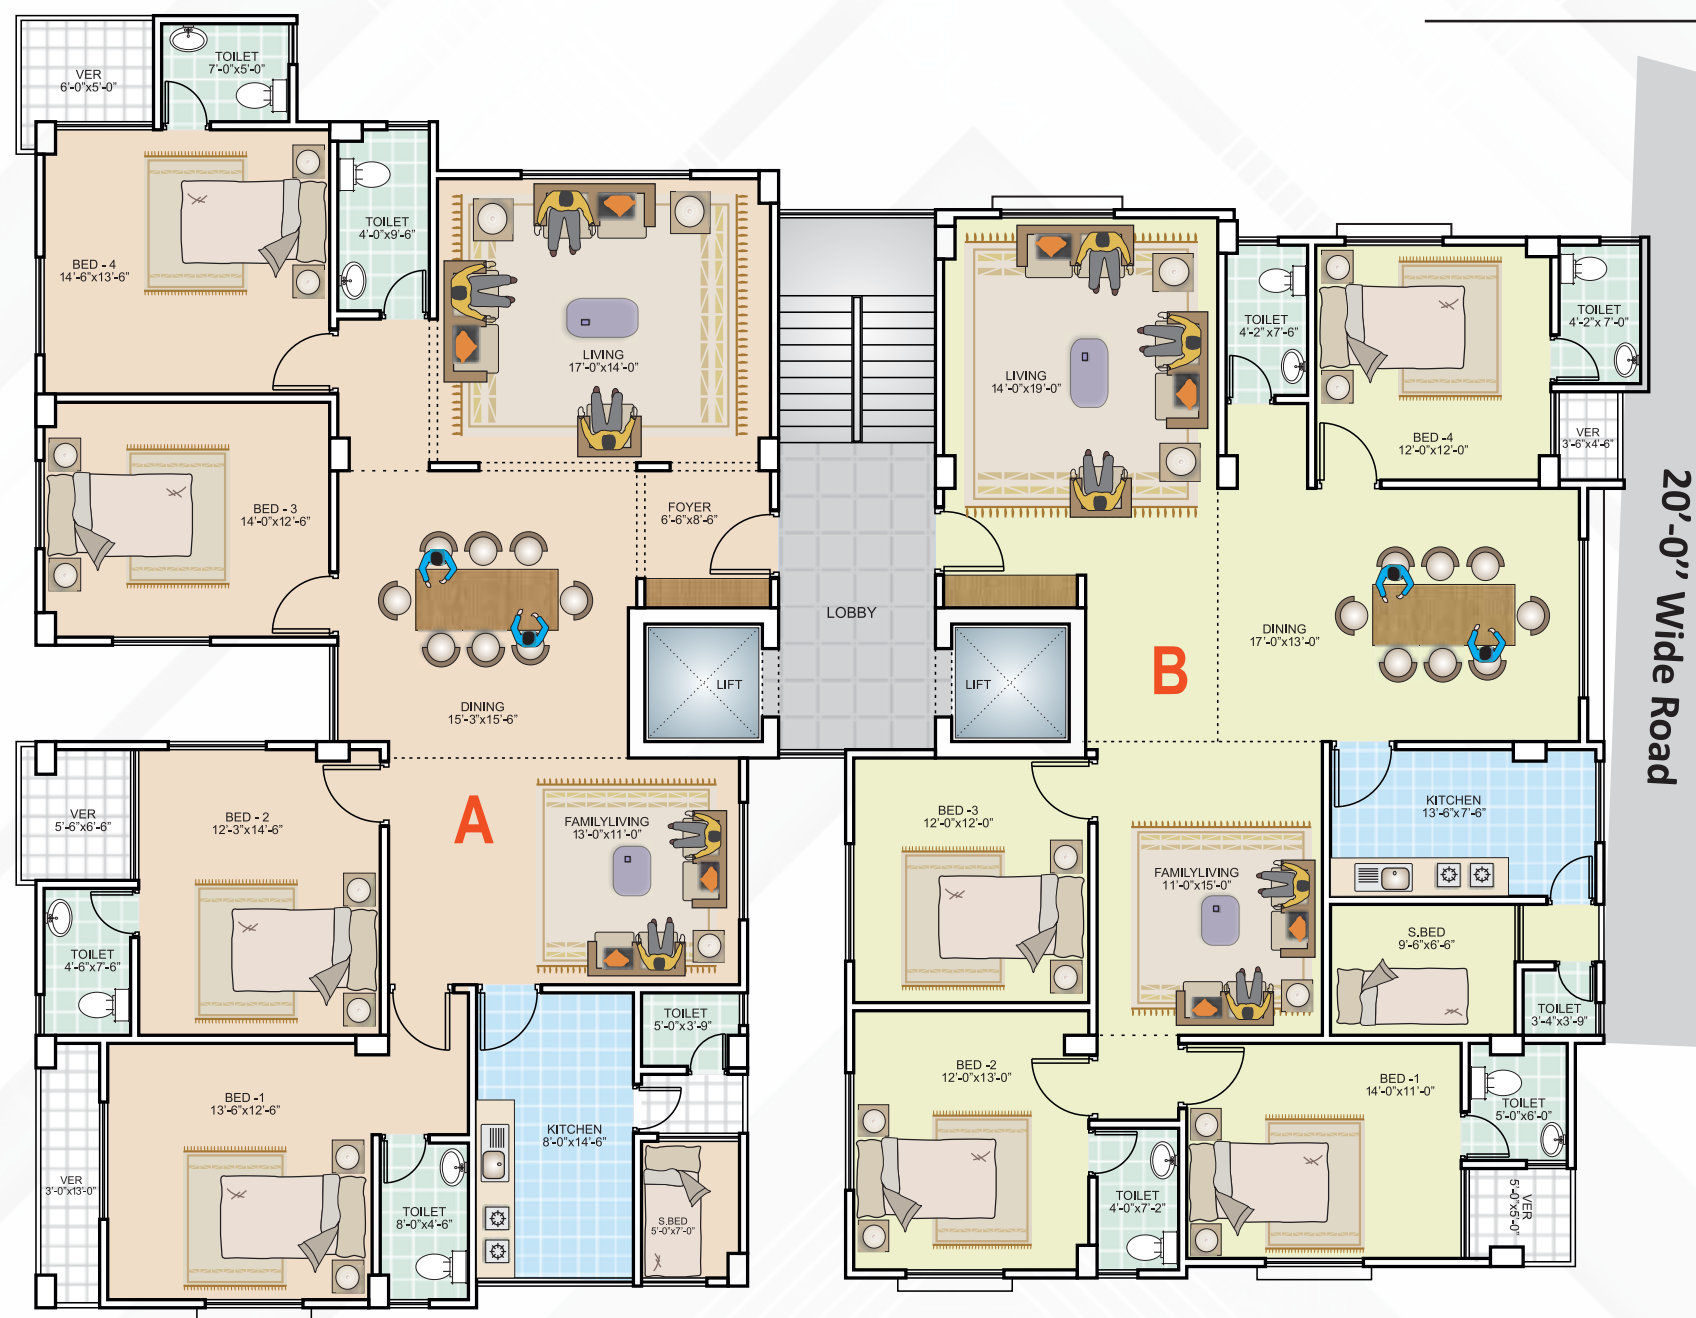 VER
6'-0"x5'-0"
TOILET
7'-0"x5'-0"
BED - 4
14'-6"x13'-6"
TOILET
4'-0"x9'-6"
LIVING
17'-0"x14'-0"
BED - 3
14'-0"x12'-6"
FOYER
6'-6"x8'-6"
DINING
15'-3"x15'-6"
LIFT
LOBBY
VER
5'-6"x6'-6"
BED - 2
12'-3"x14'-6"
A
FAMILYLIVING
13'-0"x11'-0"
TOILET
4'-6"x7'-6"
TOILET
5'-0"x3'-9"
BED -1
13'-6"x12'-6"
KITCHEN
8'-0"x14'-6"
VER
3'-0"x13'-0"
TOILET
8'-0"x4'-6"
S.BED
5'-0"x7'-0"
LIVING
14'-0"x19'-0"
TOILET
4'-2"x7'-6"
BED -4
12'-0"x12'-0"
TOILET
4'-2"x 7'-0"
VER
3'-6"x4'-6"
20'-0'' Wide Road
DINING
17'-0"x13'-0"
B
LIFT
BED -3
12'-0"x12'-0"
KITCHEN
13'-6"x7'-6"
FAMILYLIVING
11'-0"x15'-0"
S.BED
9'-6"x6'-6"
TOILET
3'-4"x3'-9"
BED -2
12'-0"x13'-0"
BED -1
14'-0"x11'-0"
TOILET
5'-0"x6'-0"
TOILET
4'-0"x7'-2"
VER
5'-0"x5'-0"